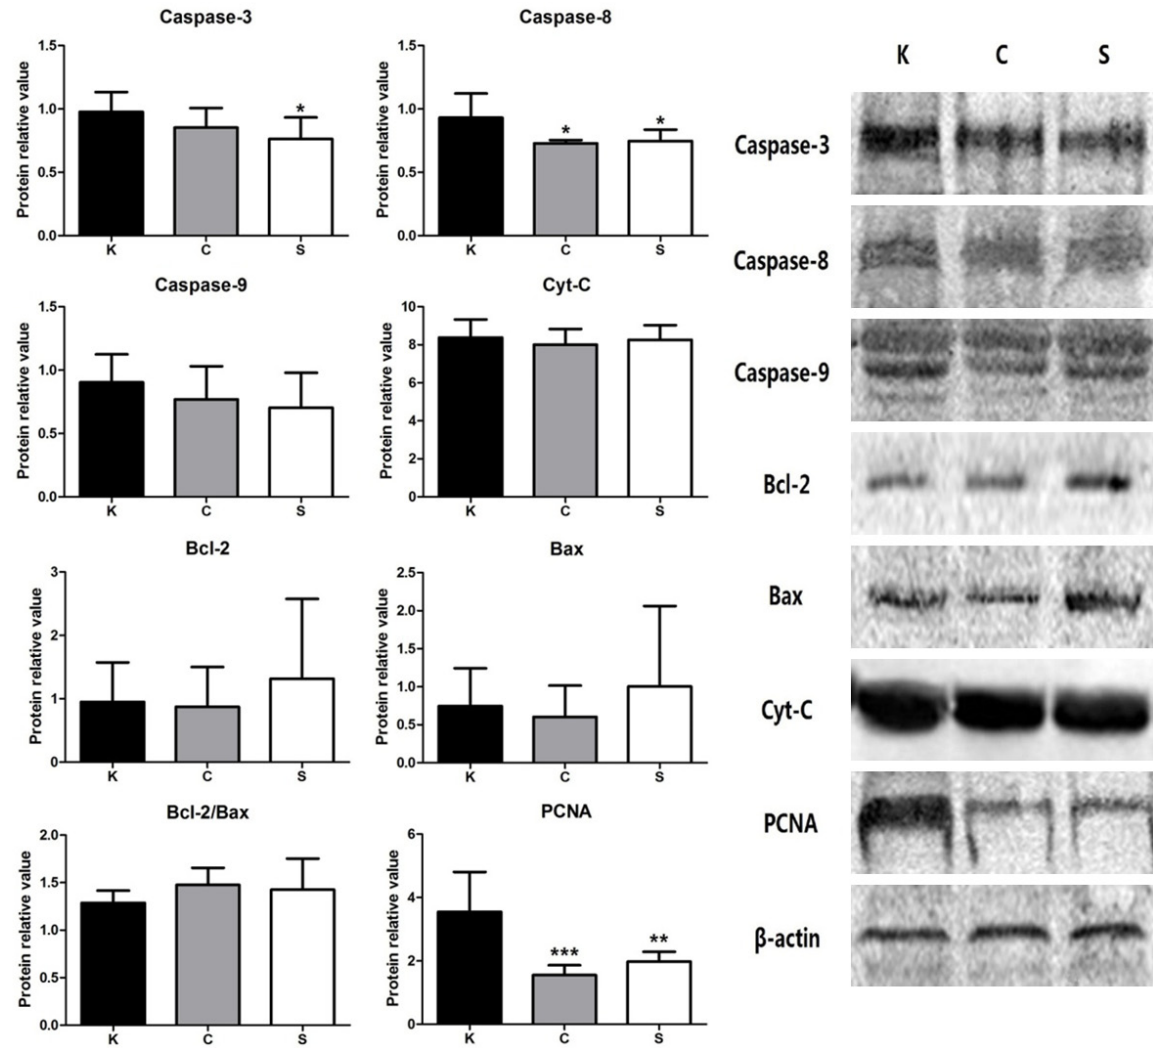 Caspase-3
Protein relative value
1.5
1.0
0.5
0.0
*
K C S
Caspase-8
Protein relative value
1.5
1.0
0.5
0.0
* *
K C S
Caspase-9
Protein relative value
1.5
1.0
0.5
0.0
K C S
Cyt-C
Protein relative value
10
8
6
4
2
0
K C S
Bcl-2
Protein relative value
3
2
1
0
K C S
Bax
Protein relative value
2.5
2.0
1.5
1.0
0.5
0.0
K C S
Bcl-2/Bax
Protein relative value
2.0
1.5
1.0
0.5
0.0
K C S
PCNA
Protein relative value
6
4
2
0
*** **
K C S
K C S
Caspase-3
Caspase-8
Caspase-9
Bcl-2
Bax
Cyt-C
PCNA
β-actin